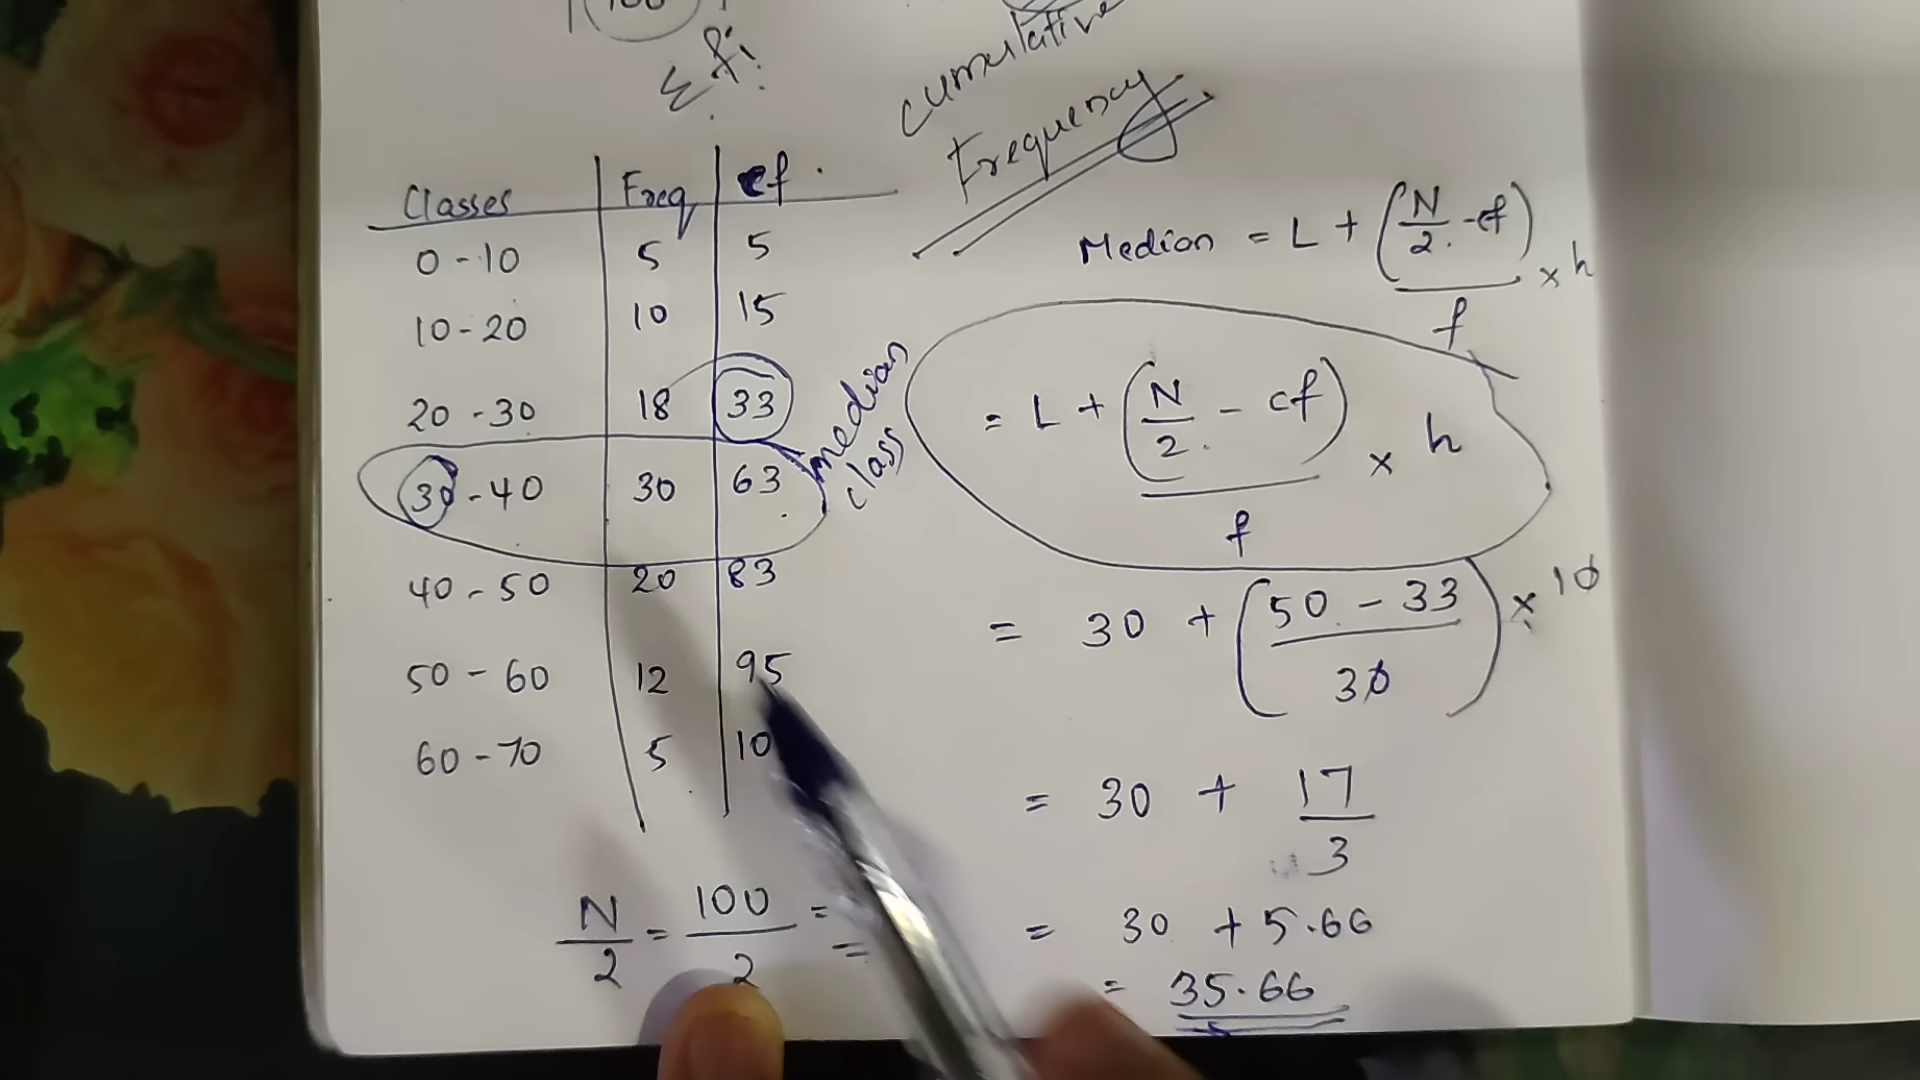 100
Σfi
cumulative
Frequency
Classes Freq cf
0-10 5 5
10-20 10 15
20-30 18 33
30-40 30 63
median
class
40-50 20 83
50-60 12 95
60-70 5 10
N/2 = 100/2 =
=
Median = L + (N/2 - cf)/f × h
= L + (N/2 - cf)/f × h
= 30 + (50 - 33/30) × 10
= 30 + 17/3
= 30 + 5.66
= 35.66